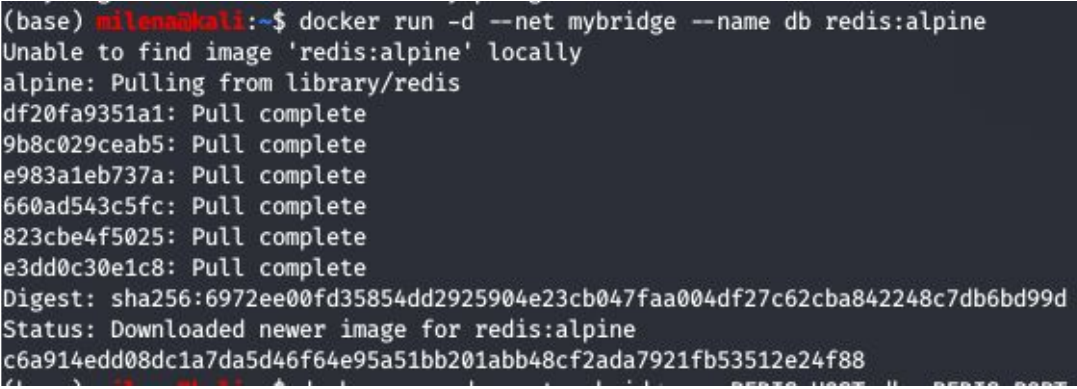 (base) milena@kali:~$ docker run -d --net mybridge --name db redis:alpine
Unable to find image 'redis:alpine' locally
alpine: Pulling from library/redis
df20fa9351a1: Pull complete
9b8c029ceab5: Pull complete
e983a1eb737a: Pull complete
660ad543c5fc: Pull complete
823cbe4f5025: Pull complete
e3dd0c30e1c8: Pull complete
Digest: sha256:6972ee00fd35854dd2925904e23cb047faa004df27c62cba842248c7db6bd99d
Status: Downloaded newer image for redis:alpine
c6a914edd08dc1a7da5d46f64e95a51bb201abb48cf2ada7921fb53512e24f88